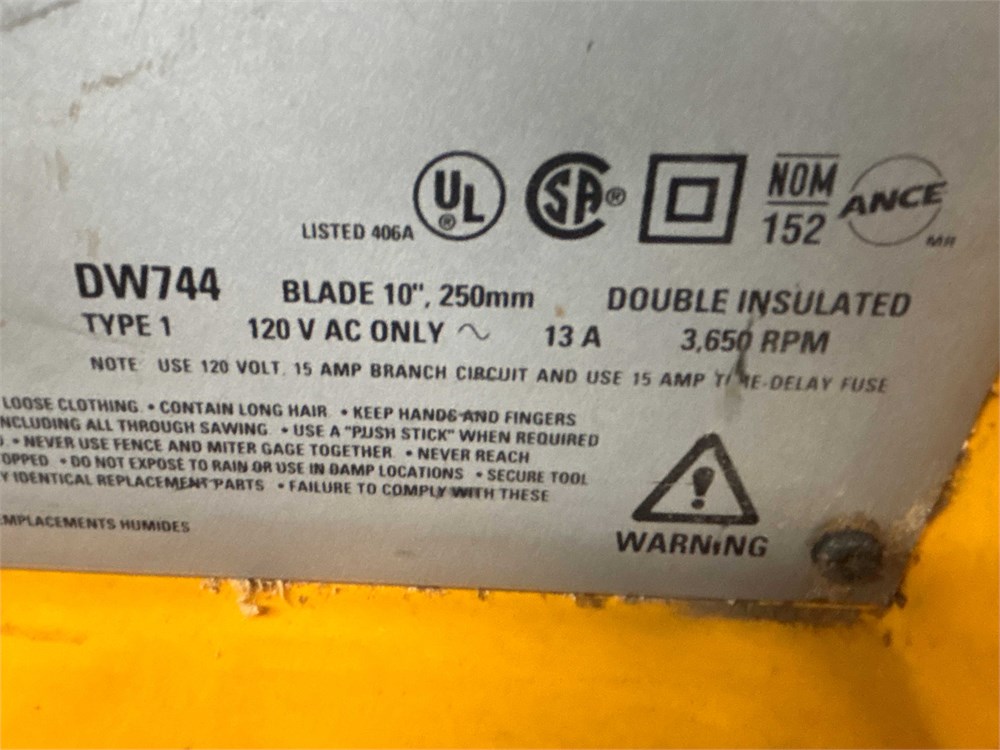 LISTED 406A UL® SA® NOM 152 ANCE MR
DW744 BLADE 10", 250mm DOUBLE INSULATED
TYPE 1 120 V AC ONLY ~ 13 A 3,650 RPM
NOTE USE 120 VOLT, 15 AMP BRANCH CIRCUIT AND USE 15 AMP TIME-DELAY FUSE
LOOSE CLOTHING. • CONTAIN LONG HAIR • KEEP HANDS AND FINGERS
NCLUDING ALL THROUGH SAWING. • USE A "PUSH STICK" WHEN REQUIRED
• NEVER USE FENCE AND MITER GAGE TOGETHER • NEVER REACH
OPPED • DO NOT EXPOSE TO RAIN OR USE IN DAMP LOCATIONS • SECURE TOOL
Y IDENTICAL REPLACEMENT PARTS • FAILURE TO COMPLY WITH THESE
EMPLACEMENTS HUMIDES
WARNING